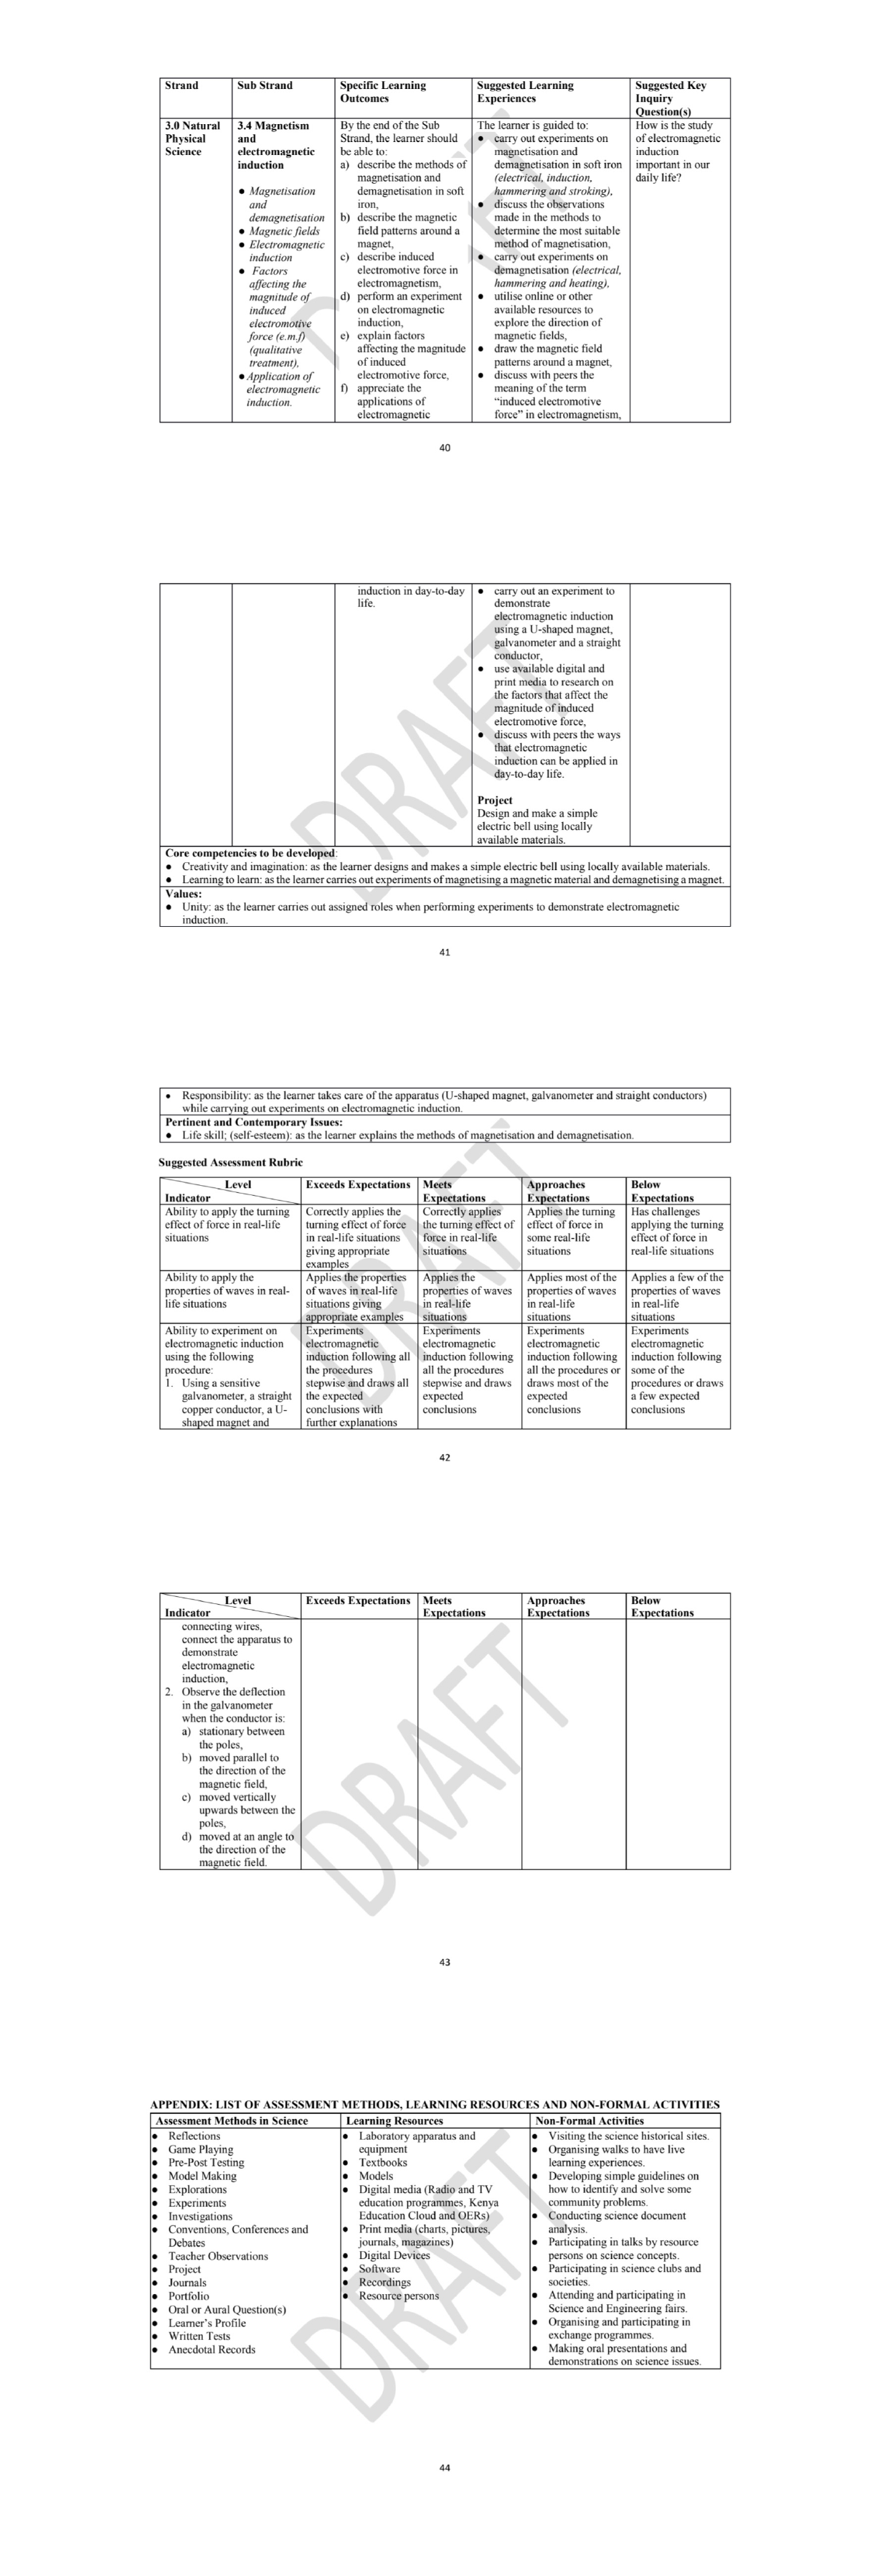 Strand Sub Strand Specific Learning Suggested Learning Suggested Key
Outcomes Experiences Inquiry
Question(s)
3.0 Natural
Physical
Science
3.4 Magnetism
and
electromagnetic
induction
● Magnetisation
and
demagnetisation
● Magnetic fields
● Electromagnetic
induction
● Factors
affecting the
magnitude of
induced
electromotive
force (e.m.f)
(qualitative
treatment),
● Application of
electromagnetic
induction.
By the end of the Sub
Strand, the learner should
be able to:
a) describe the methods of
magnetisation and
demagnetisation in soft
iron,
b) describe the magnetic
field patterns around a
magnet,
c) describe induced
electromotive force in
electromagnetism,
d) perform an experiment
on electromagnetic
induction,
e) explain factors
affecting the magnitude
of induced
electromotive force,
f) appreciate the
applications of
electromagnetic
The learner is guided to:
● carry out experiments on
magnetisation and
demagnetisation in soft iron
(electrical, induction,
hammering and stroking),
● discuss the observations
made in the methods to
determine the most suitable
method of magnetisation,
● carry out experiments on
demagnetisation (electrical,
hammering and heating),
● utilise online or other
available resources to
explore the direction of
magnetic fields,
● draw the magnetic field
patterns around a magnet,
● discuss with peers the
meaning of the term
“induced electromotive
force” in electromagnetism,
How is the study
of electromagnetic
induction
important in our
daily life?
40
induction in day-to-day
life.
● carry out an experiment to
demonstrate
electromagnetic induction
using a U-shaped magnet,
galvanometer and a straight
conductor,
● use available digital and
print media to research on
the factors that affect the
magnitude of induced
electromotive force,
● discuss with peers the ways
that electromagnetic
induction can be applied in
day-to-day life.
Project
Design and make a simple
electric bell using locally
available materials.
Core competencies to be developed:
● Creativity and imagination: as the learner designs and makes a simple electric bell using locally available materials.
● Learning to learn: as the learner carries out experiments of magnetising a magnetic material and demagnetising a magnet.
Values:
● Unity: as the learner carries out assigned roles when performing experiments to demonstrate electromagnetic
induction.
DRAFT
41
● Responsibility: as the learner takes care of the apparatus (U-shaped magnet, galvanometer and straight conductors)
while carrying out experiments on electromagnetic induction.
Pertinent and Contemporary Issues:
● Life skill; (self-esteem): as the learner explains the methods of magnetisation and demagnetisation.
Suggested Assessment Rubric
Level
Indicator
Exceeds Expectations
Meets
Expectations
Approaches
Expectations
Below
Expectations
Ability to apply the turning
effect of force in real-life
situations
Correctly applies the
turning effect of force
in real-life situations
giving appropriate
examples
Correctly applies
the turning effect of
force in real-life
situations
Applies the turning
effect of force in
some real-life
situations
Has challenges
applying the turning
effect of force in
real-life situations
Ability to apply the
properties of waves in real-
life situations
Applies the properties
of waves in real-life
situations giving
appropriate examples
Applies the
properties of waves
in real-life
situations
Applies most of the
properties of waves
in real-life
situations
Applies a few of the
properties of waves
in real-life
situations
Ability to experiment on
electromagnetic induction
using the following
procedure:
1. Using a sensitive
galvanometer, a straight
copper conductor, a U-
shaped magnet and
Experiments
electromagnetic
induction following all
the procedures
stepwise and draws all
the expected
conclusions with
further explanations
Experiments
electromagnetic
induction following
all the procedures
stepwise and draws
expected
conclusions
Experiments
electromagnetic
induction following
all the procedures or
draws most of the
expected
conclusions
Experiments
electromagnetic
induction following
some of the
procedures or draws
a few expected
conclusions
DRAFT
42
Level
Indicator
Exceeds Expectations
Meets
Expectations
Approaches
Expectations
Below
Expectations
connecting wires,
connect the apparatus to
demonstrate
electromagnetic
induction,
2. Observe the deflection
in the galvanometer
when the conductor is:
a) stationary between
the poles,
b) moved parallel to
the direction of the
magnetic field,
c) moved vertically
upwards between the
poles,
d) moved at an angle to
the direction of the
magnetic field.
DRAFT
43
APPENDIX: LIST OF ASSESSMENT METHODS, LEARNING RESOURCES AND NON-FORMAL ACTIVITIES
Assessment Methods in Science
● Reflections
● Game Playing
● Pre-Post Testing
● Model Making
● Explorations
● Experiments
● Investigations
● Conventions, Conferences and
Debates
● Teacher Observations
● Project
● Journals
● Portfolio
● Oral or Aural Question(s)
● Learner’s Profile
● Written Tests
● Anecdotal Records
Learning Resources
● Laboratory apparatus and
equipment
● Textbooks
● Models
● Digital media (Radio and TV
education programmes, Kenya
Education Cloud and OERs)
● Print media (charts, pictures,
journals, magazines)
● Digital Devices
● Software
● Recordings
● Resource persons
Non-Formal Activities
● Visiting the science historical sites.
● Organising walks to have live
learning experiences.
● Developing simple guidelines on
how to identify and solve some
community problems.
● Conducting science document
analysis.
● Participating in talks by resource
persons on science concepts.
● Participating in science clubs and
societies.
● Attending and participating in
Science and Engineering fairs.
● Organising and participating in
exchange programmes.
● Making oral presentations and
demonstrations on science issues.
DRAFT
44